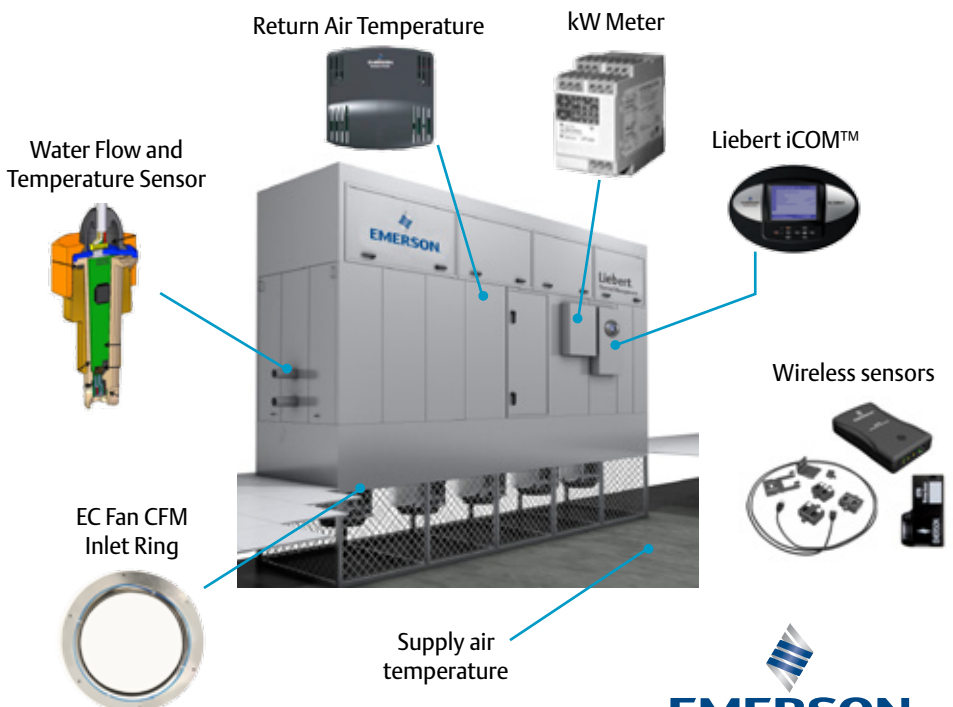 Return Air Temperature
kW Meter
Water Flow and
Temperature Sensor
Liebert iCOM™
EMERSON
Liebert.
Wireless sensors
EC Fan CFM
Inlet Ring
Supply air
temperature
EMERSON